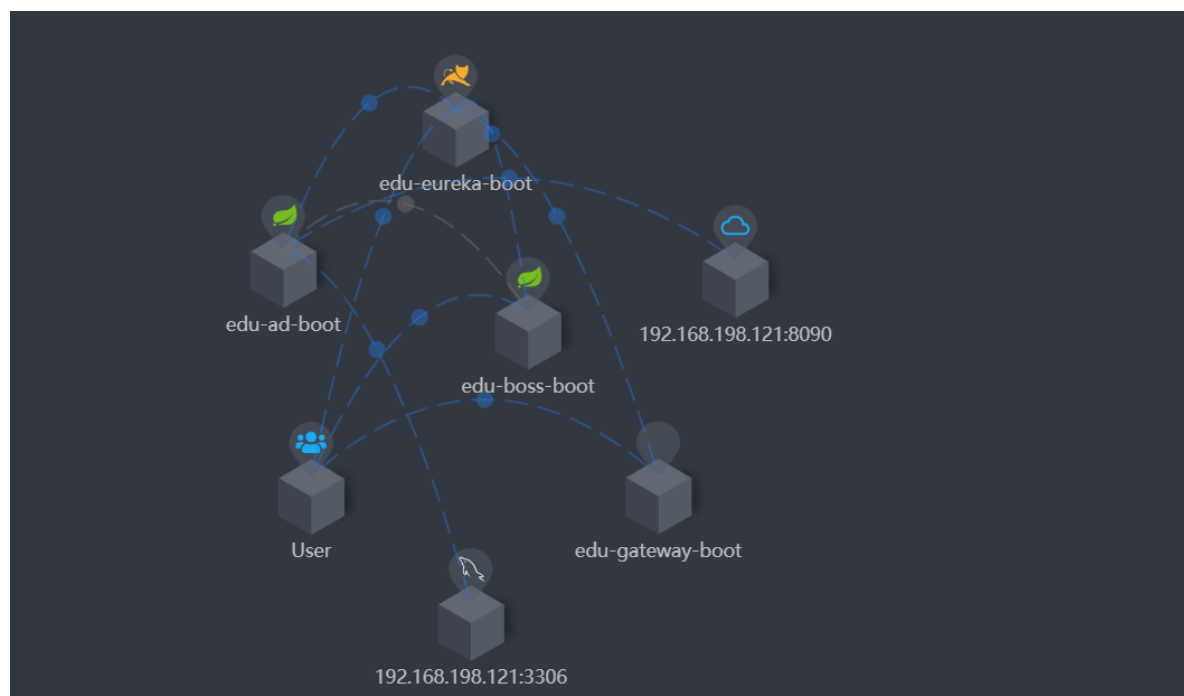 edu-eureka-boot
edu-ad-boot
192.168.198.121:8090
edu-boss-boot
User
edu-gateway-boot
192.168.198.121:3306